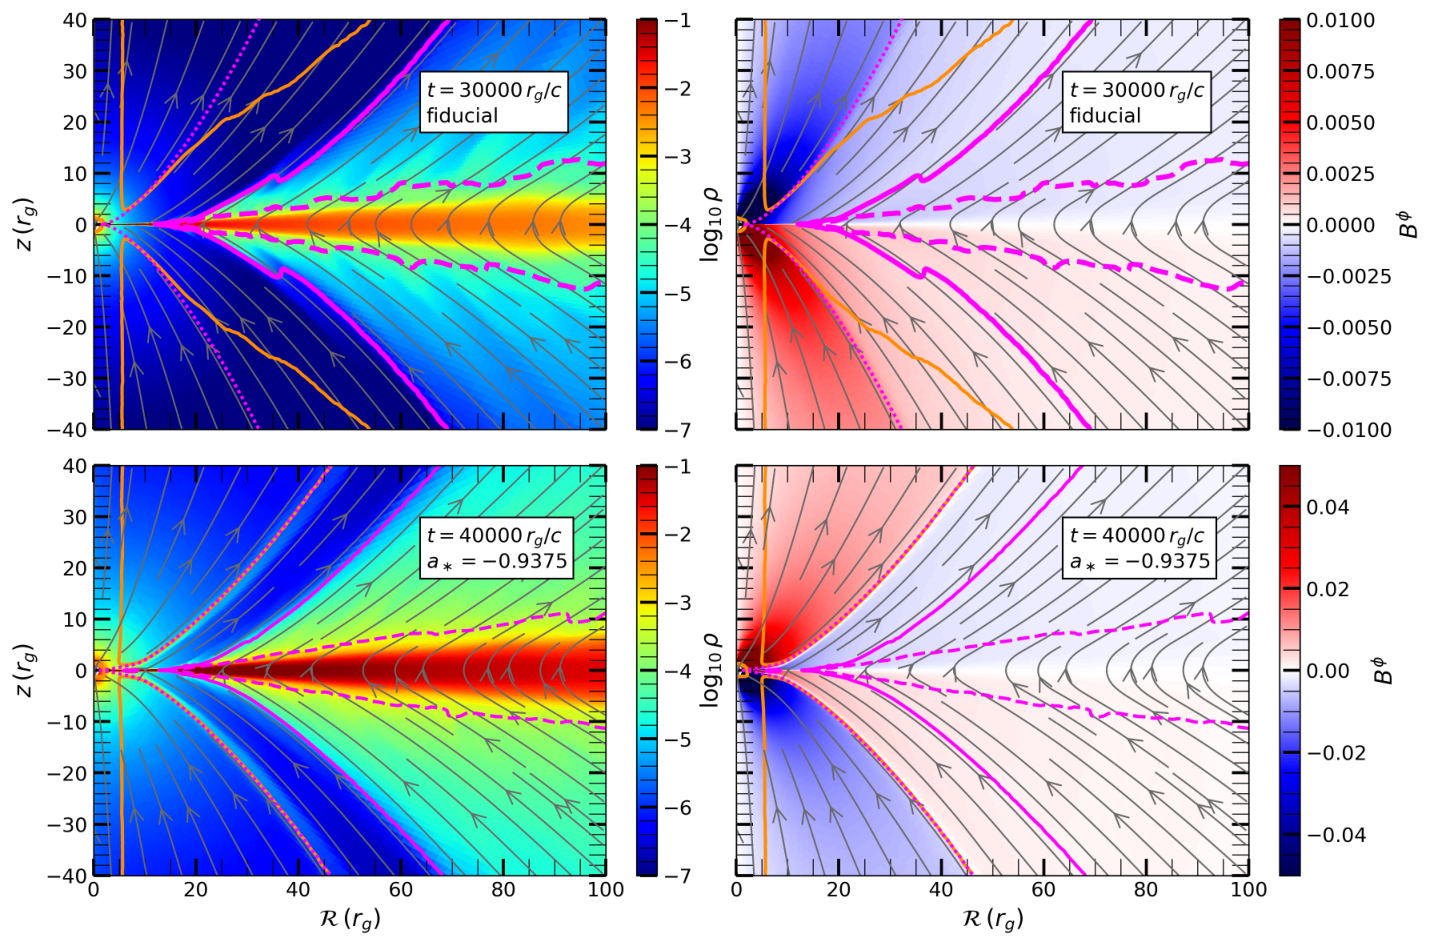 40
30
20
10
0
−10
−20
−30
−40
z (r_g)
t = 30000 r_g/c
fiducial
−1
−2
−3
−4
−5
−6
−7
log₁₀ ρ
t = 30000 r_g/c
fiducial
0.0100
0.0075
0.0050
0.0025
0.0000
−0.0025
−0.0050
−0.0075
−0.0100
B^ϕ
40
30
20
10
0
−10
−20
−30
−40
z (r_g)
t = 40000 r_g/c
a_* = −0.9375
0 20 40 60 80 100
ℛ (r_g)
−1
−2
−3
−4
−5
−6
−7
log₁₀ ρ
t = 40000 r_g/c
a_* = −0.9375
0 20 40 60 80 100
ℛ (r_g)
0.04
0.02
0.00
−0.02
−0.04
B^ϕ